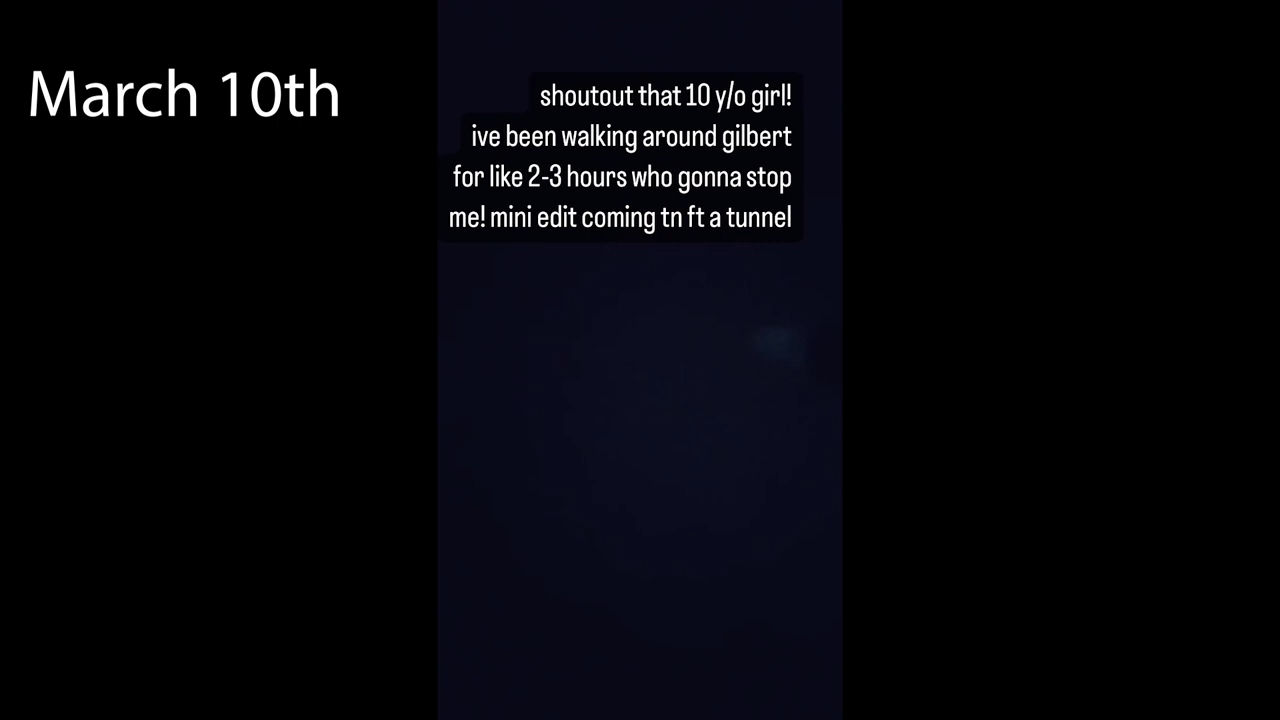 March 10th
shoutout that 10 y/o girl!
ive been walking around gilbert
for like 2-3 hours who gonna stop
me! mini edit coming tn ft a tunnel